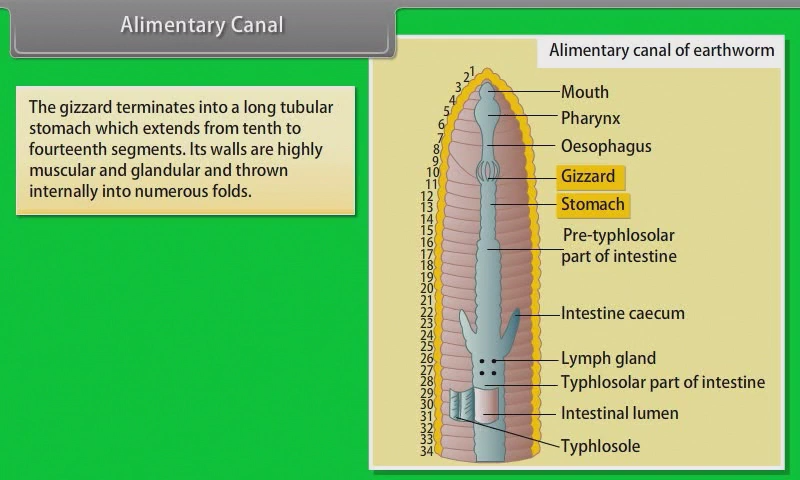 Alimentary Canal
The gizzard terminates into a long tubular
stomach which extends from tenth to
fourteenth segments. Its walls are highly
muscular and glandular and thrown
internally into numerous folds.
Alimentary canal of earthworm
1
2
3
4
5
6
7
8
9
10
11
12
13
14
15
16
17
18
19
20
21
22
23
24
25
26
27
28
29
30
31
32
33
34
Mouth
Pharynx
Oesophagus
Gizzard
Stomach
Pre-typhlosolar
part of intestine
Intestine caecum
Lymph gland
Typhlosolar part of intestine
Intestinal lumen
Typhlosole